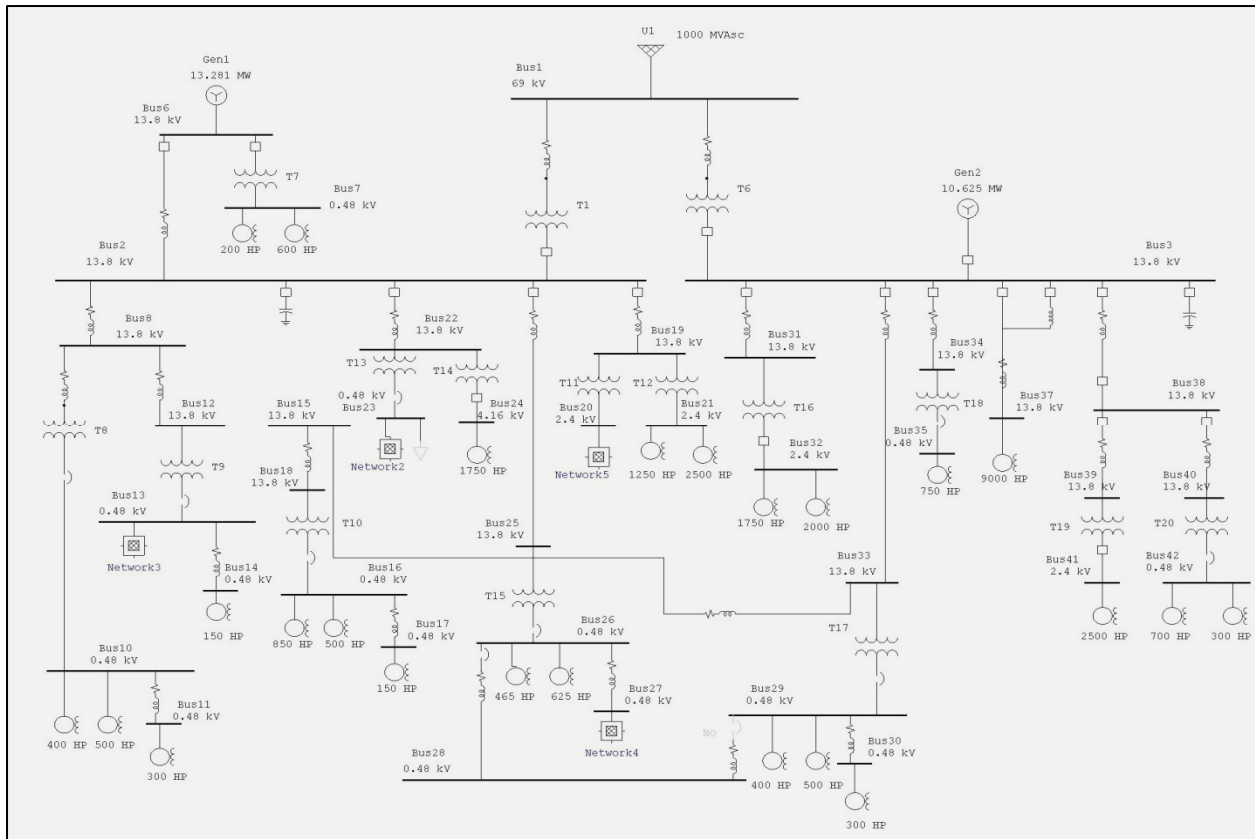 U1 1000 MVAsc
Gen1
13.281 MW
Bus1
69 kV
Bus6
13.8 kV
T7
Bus7
0.48 kV
200 HP
600 HP
T1
T6
Gen2
10.625 MW
Bus2
13.8 kV
Bus3
13.8 kV
Bus8
13.8 kV
Bus22
13.8 kV
T13
T14
0.48 kV
Bus23
Bus24
4.16 kV
Network2
1750 HP
Bus19
13.8 kV
T11
T12
Bus20
2.4 kV
Bus21
2.4 kV
Network5
1250 HP
2500 HP
Bus31
13.8 kV
T16
Bus32
2.4 kV
1750 HP
2000 HP
Bus34
13.8 kV
T18
Bus35
0.48 kV
750 HP
Bus37
13.8 kV
9000 HP
Bus38
13.8 kV
Bus39
13.8 kV
Bus40
13.8 kV
T19
T20
Bus41
2.4 kV
Bus42
0.48 kV
2500 HP
700 HP
300 HP
T8
Bus12
13.8 kV
T9
Bus13
0.48 kV
Network3
Bus14
0.48 kV
150 HP
Bus15
13.8 kV
Bus18
13.8 kV
T10
Bus16
0.48 kV
850 HP
500 HP
Bus17
0.48 kV
150 HP
Bus25
13.8 kV
T15
Bus26
0.48 kV
465 HP
625 HP
Bus27
0.48 kV
Network4
Bus33
13.8 kV
T17
Bus10
0.48 kV
Bus11
0.48 kV
400 HP
500 HP
300 HP
Bus28
0.48 kV
Bus29
0.48 kV
NO
Bus30
0.48 kV
400 HP
500 HP
300 HP